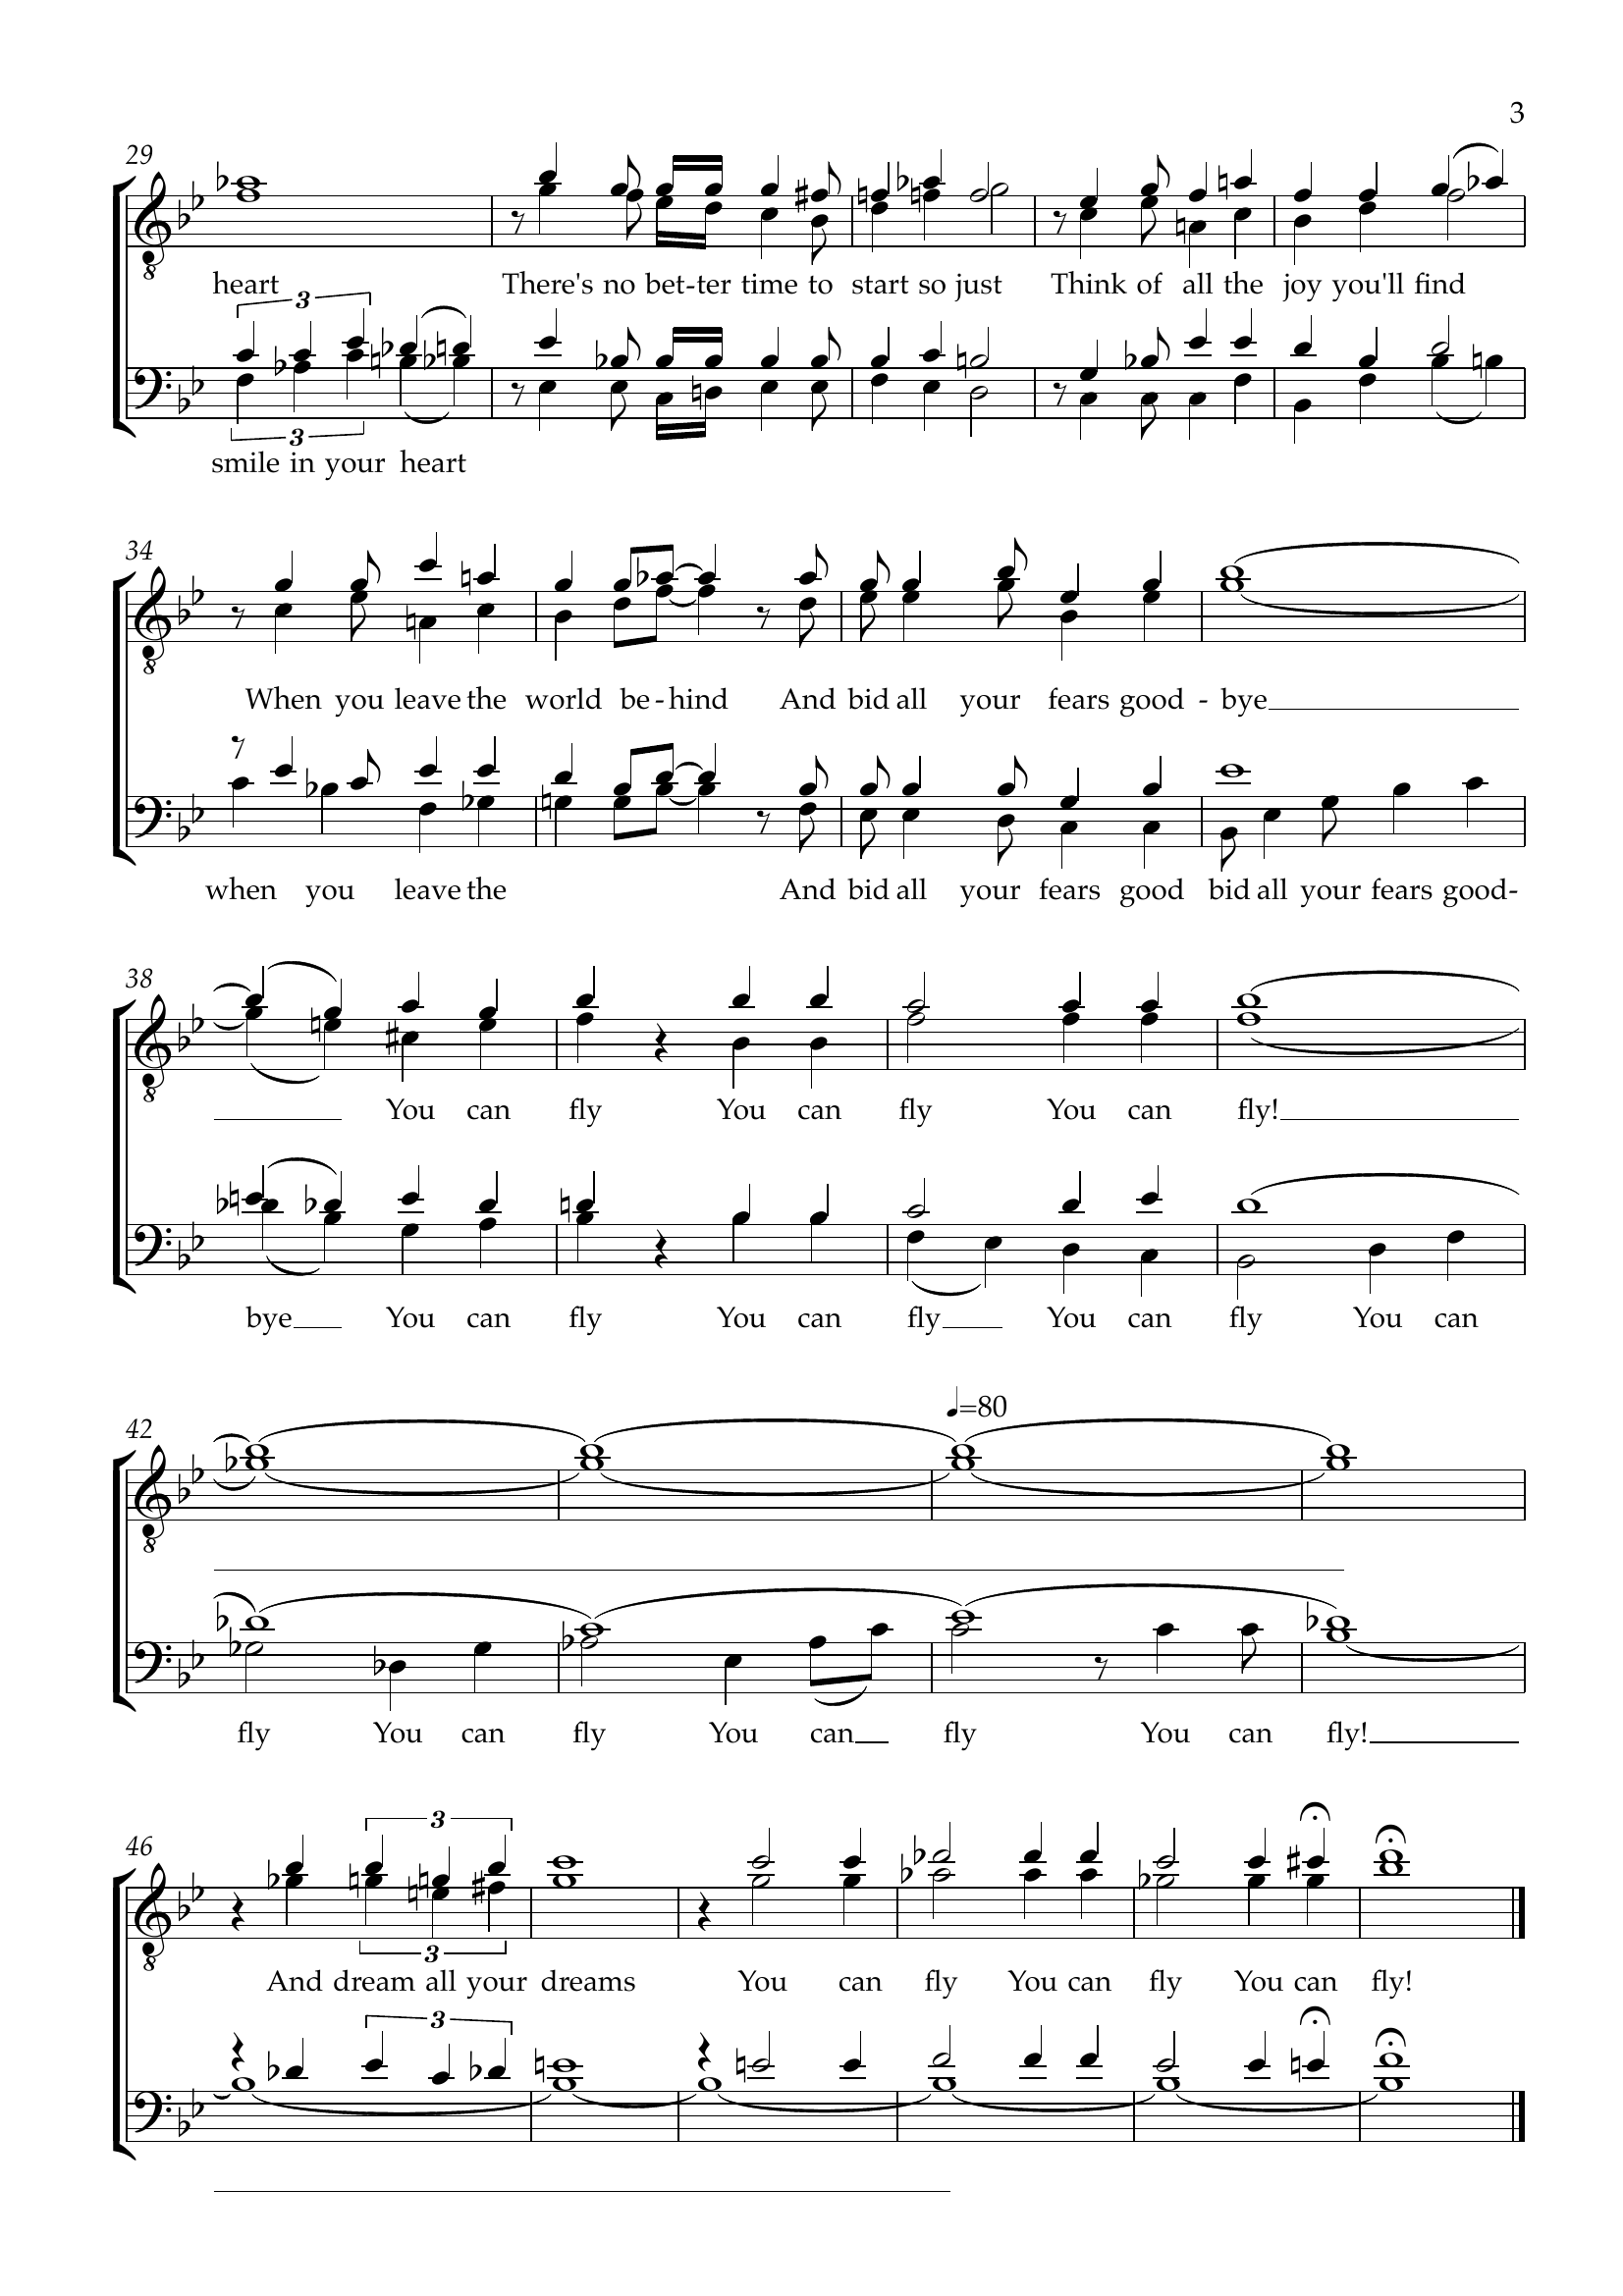 3
29
heart There's no bet-ter time to start so just Think of all the joy you'll find
3
3
smile in your heart
34
When you leave the world be-hind And bid all your fears good - bye
when you leave the And bid all your fears good bid all your fears good-
38
You can fly You can fly You can fly!
bye You can fly You can fly You can fly You can
=80
42
fly You can fly You can fly You can fly!
3
46
3
And dream all your dreams You can fly You can fly You can fly!
3